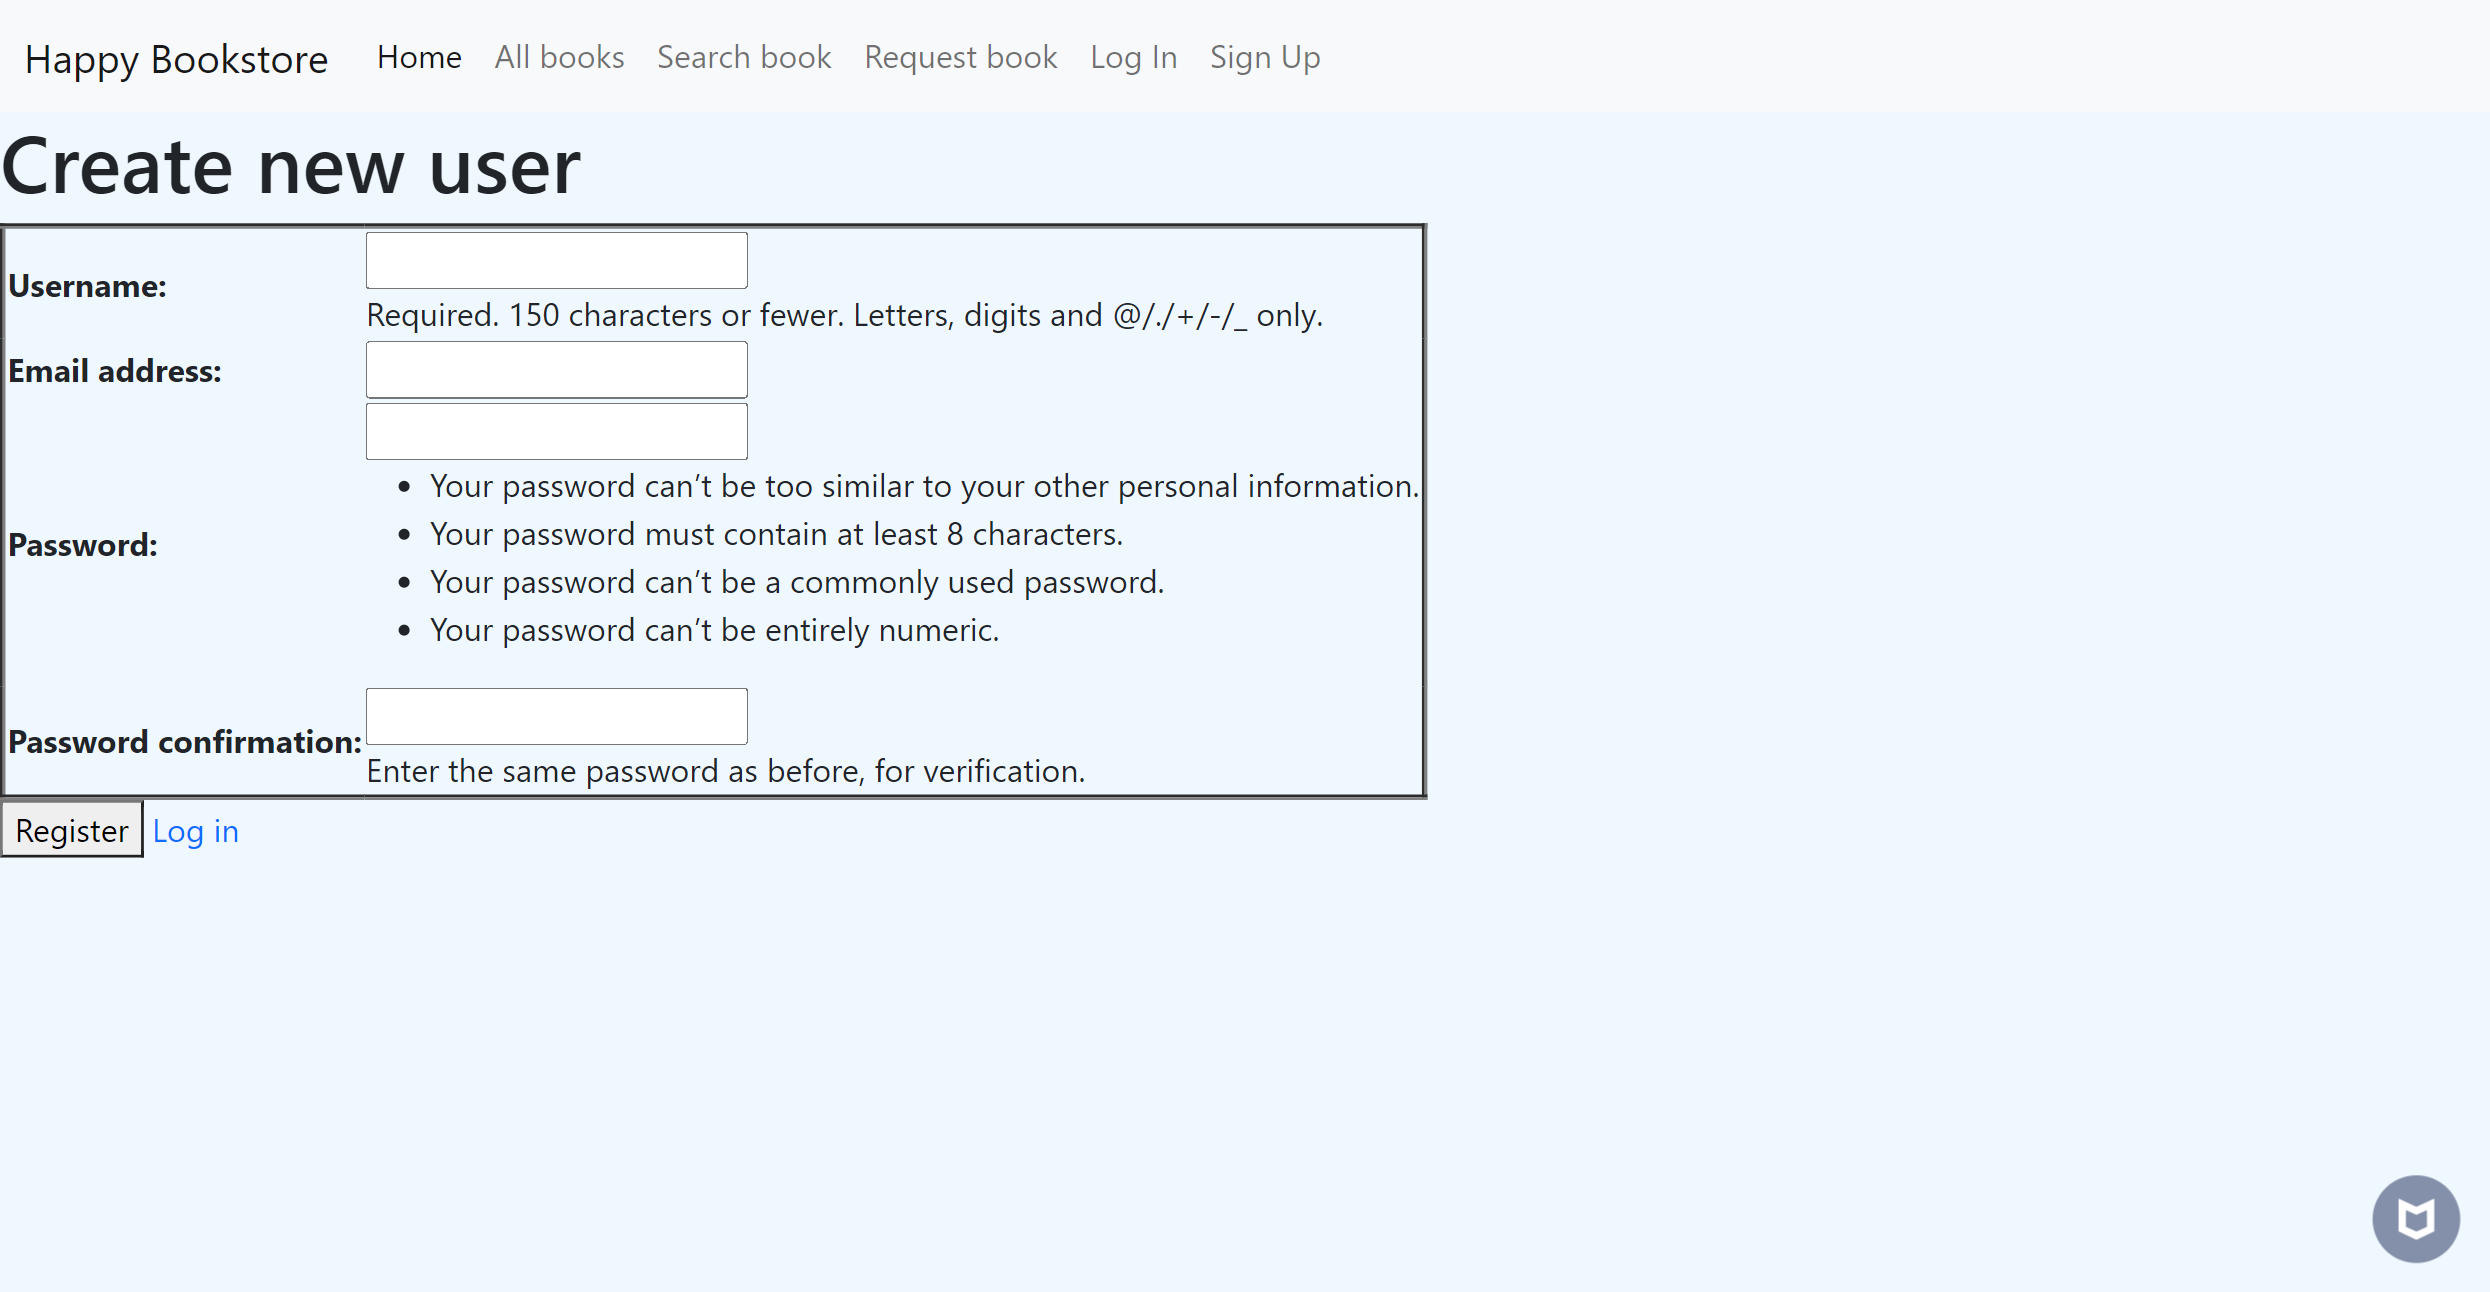 Happy Bookstore Home All books Search book Request book Log In Sign Up
Create new user
Username:
Required. 150 characters or fewer. Letters, digits and @/./+/-/_ only.
Email address:
Password:
• Your password can’t be too similar to your other personal information.
• Your password must contain at least 8 characters.
• Your password can’t be a commonly used password.
• Your password can’t be entirely numeric.
Password confirmation:
Enter the same password as before, for verification.
Register Log in